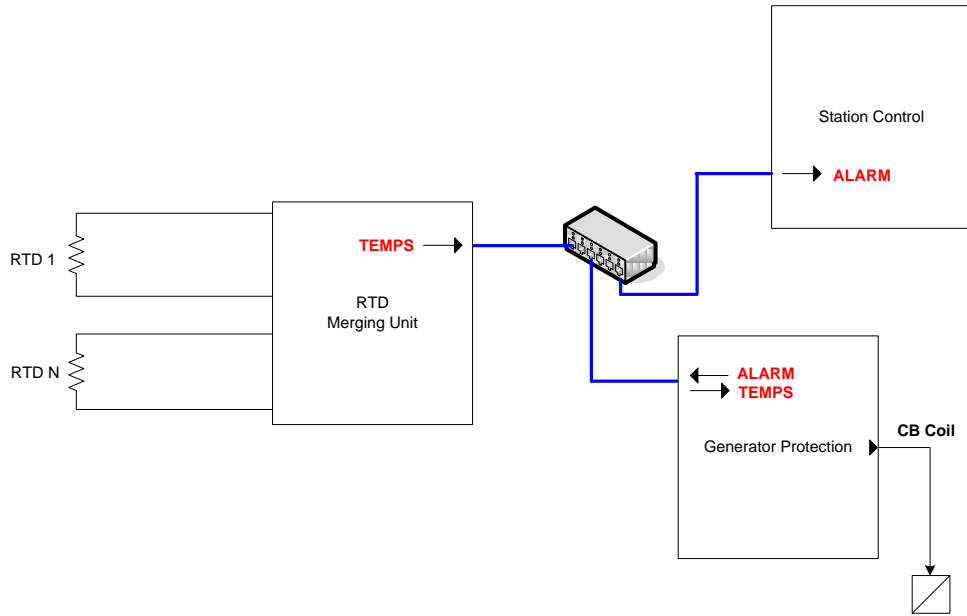 Station Control
ALARM
TEMPS
RTD 1
RTD
Merging Unit
RTD N
ALARM
TEMPS
CB Coil
Generator Protection